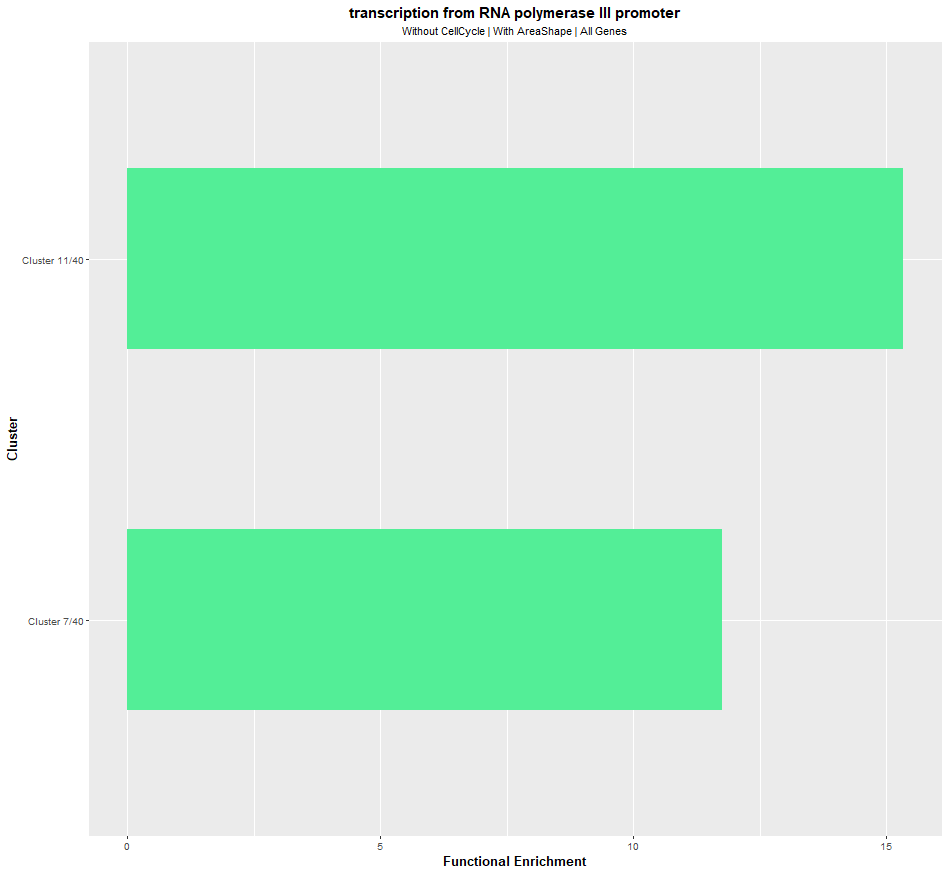 transcription from RNA polymerase III promoter
Without CellCycle | With AreaShape | All Genes
Cluster
Cluster 11/40
Cluster 7/40
0 5 10 15
Functional Enrichment